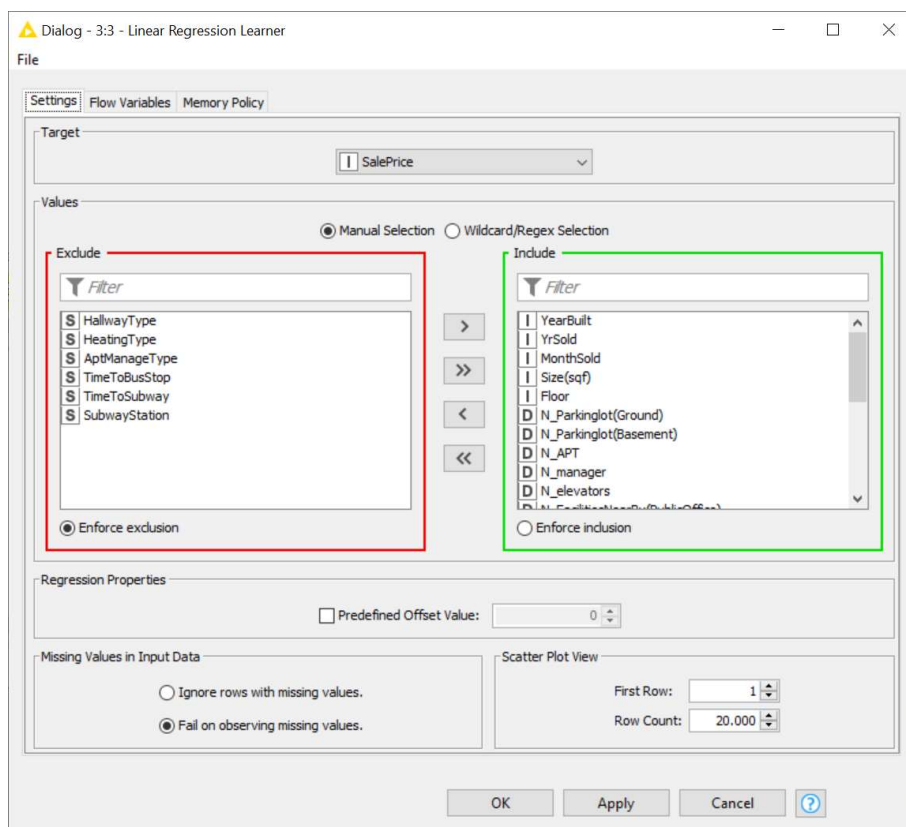 Dialog - 3:3 - Linear Regression Learner
File
Settings Flow Variables Memory Policy
Target
I SalePrice
Values
Manual Selection Wildcard/Regex Selection
Exclude
Filter
S HallwayType
S HeatingType
S AptManageType
S TimeToBusStop
S TimeToSubway
S SubwayStation
Enforce exclusion
>
>>
<
<<
Include
Filter
I YearBuilt
I YrSold
I MonthSold
I Size(sqf)
I Floor
D N_Parkinglot(Ground)
D N_Parkinglot(Basement)
D N_APT
D N_manager
D N_elevators
D N_FacilitiesNearBy(PublicOffice)
Enforce inclusion
Regression Properties
Predefined Offset Value: 0
Missing Values in Input Data
Ignore rows with missing values.
Fail on observing missing values.
Scatter Plot View
First Row: 1
Row Count: 20.000
OK Apply Cancel ?